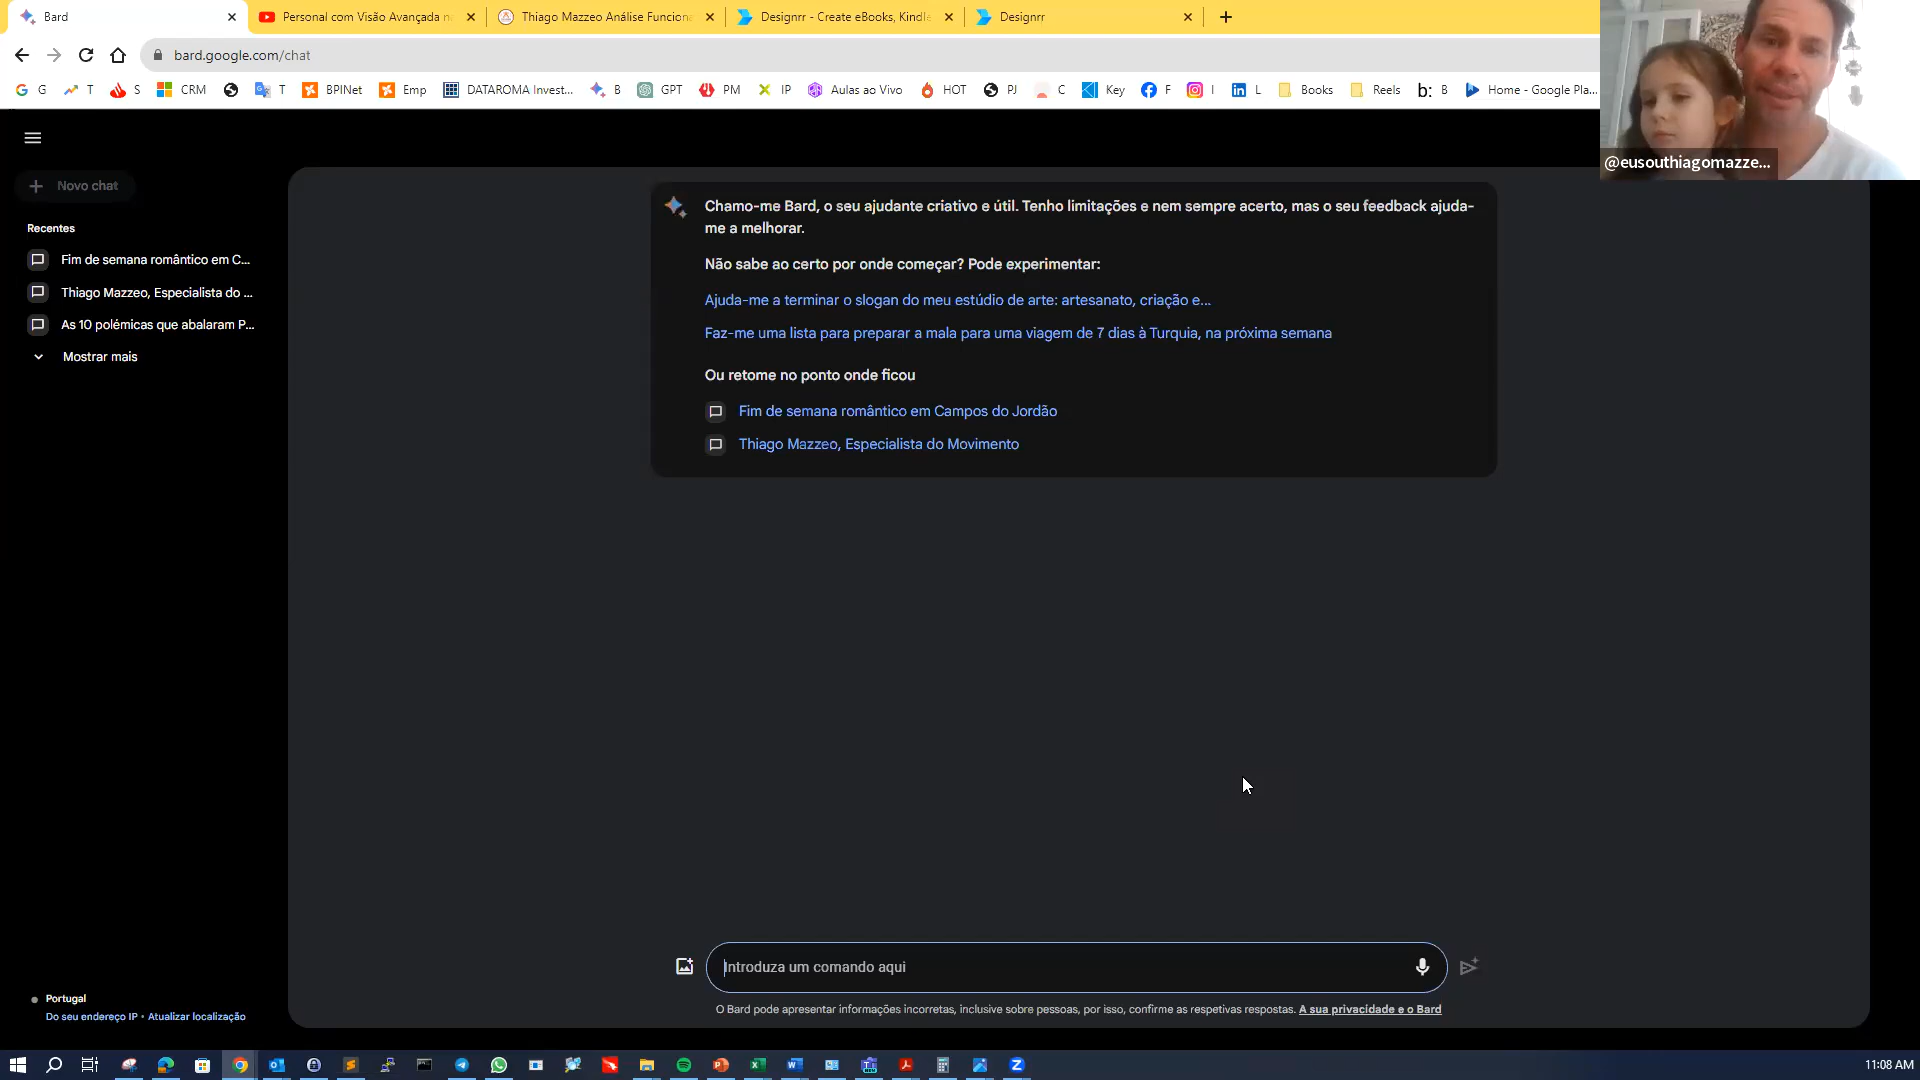 Bard
Personal com Visão Avançada n
Thiago Mazzeo Análise Funciona
Designrr - Create eBooks, Kindle
Designrr
bard.google.com/chat
G
T
S
CRM
T
BPINet
Emp
DATAROMA Invest...
B
GPT
PM
IP
Aulas ao Vivo
HOT
PJ
C
Key
F
I
L
Books
Reels
B
Home - Google Pla...
@eusouthiagomazze...
Novo chat
Recentes
Fim de semana romântico em C...
Thiago Mazzeo, Especialista do ...
As 10 polémicas que abalaram P...
Mostrar mais
Chamo-me Bard, o seu ajudante criativo e útil. Tenho limitações e nem sempre acerto, mas o seu feedback ajuda-
me a melhorar.
Não sabe ao certo por onde começar? Pode experimentar:
Ajuda-me a terminar o slogan do meu estúdio de arte: artesanato, criação e...
Faz-me uma lista para preparar a mala para uma viagem de 7 dias à Turquia, na próxima semana
Ou retome no ponto onde ficou
Fim de semana romântico em Campos do Jordão
Thiago Mazzeo, Especialista do Movimento
Introduza um comando aqui
O Bard pode apresentar informações incorretas, inclusive sobre pessoas, por isso, confirme as respetivas respostas. A sua privacidade e o Bard
Portugal
Do seu endereço IP • Atualizar localização
11:08 AM